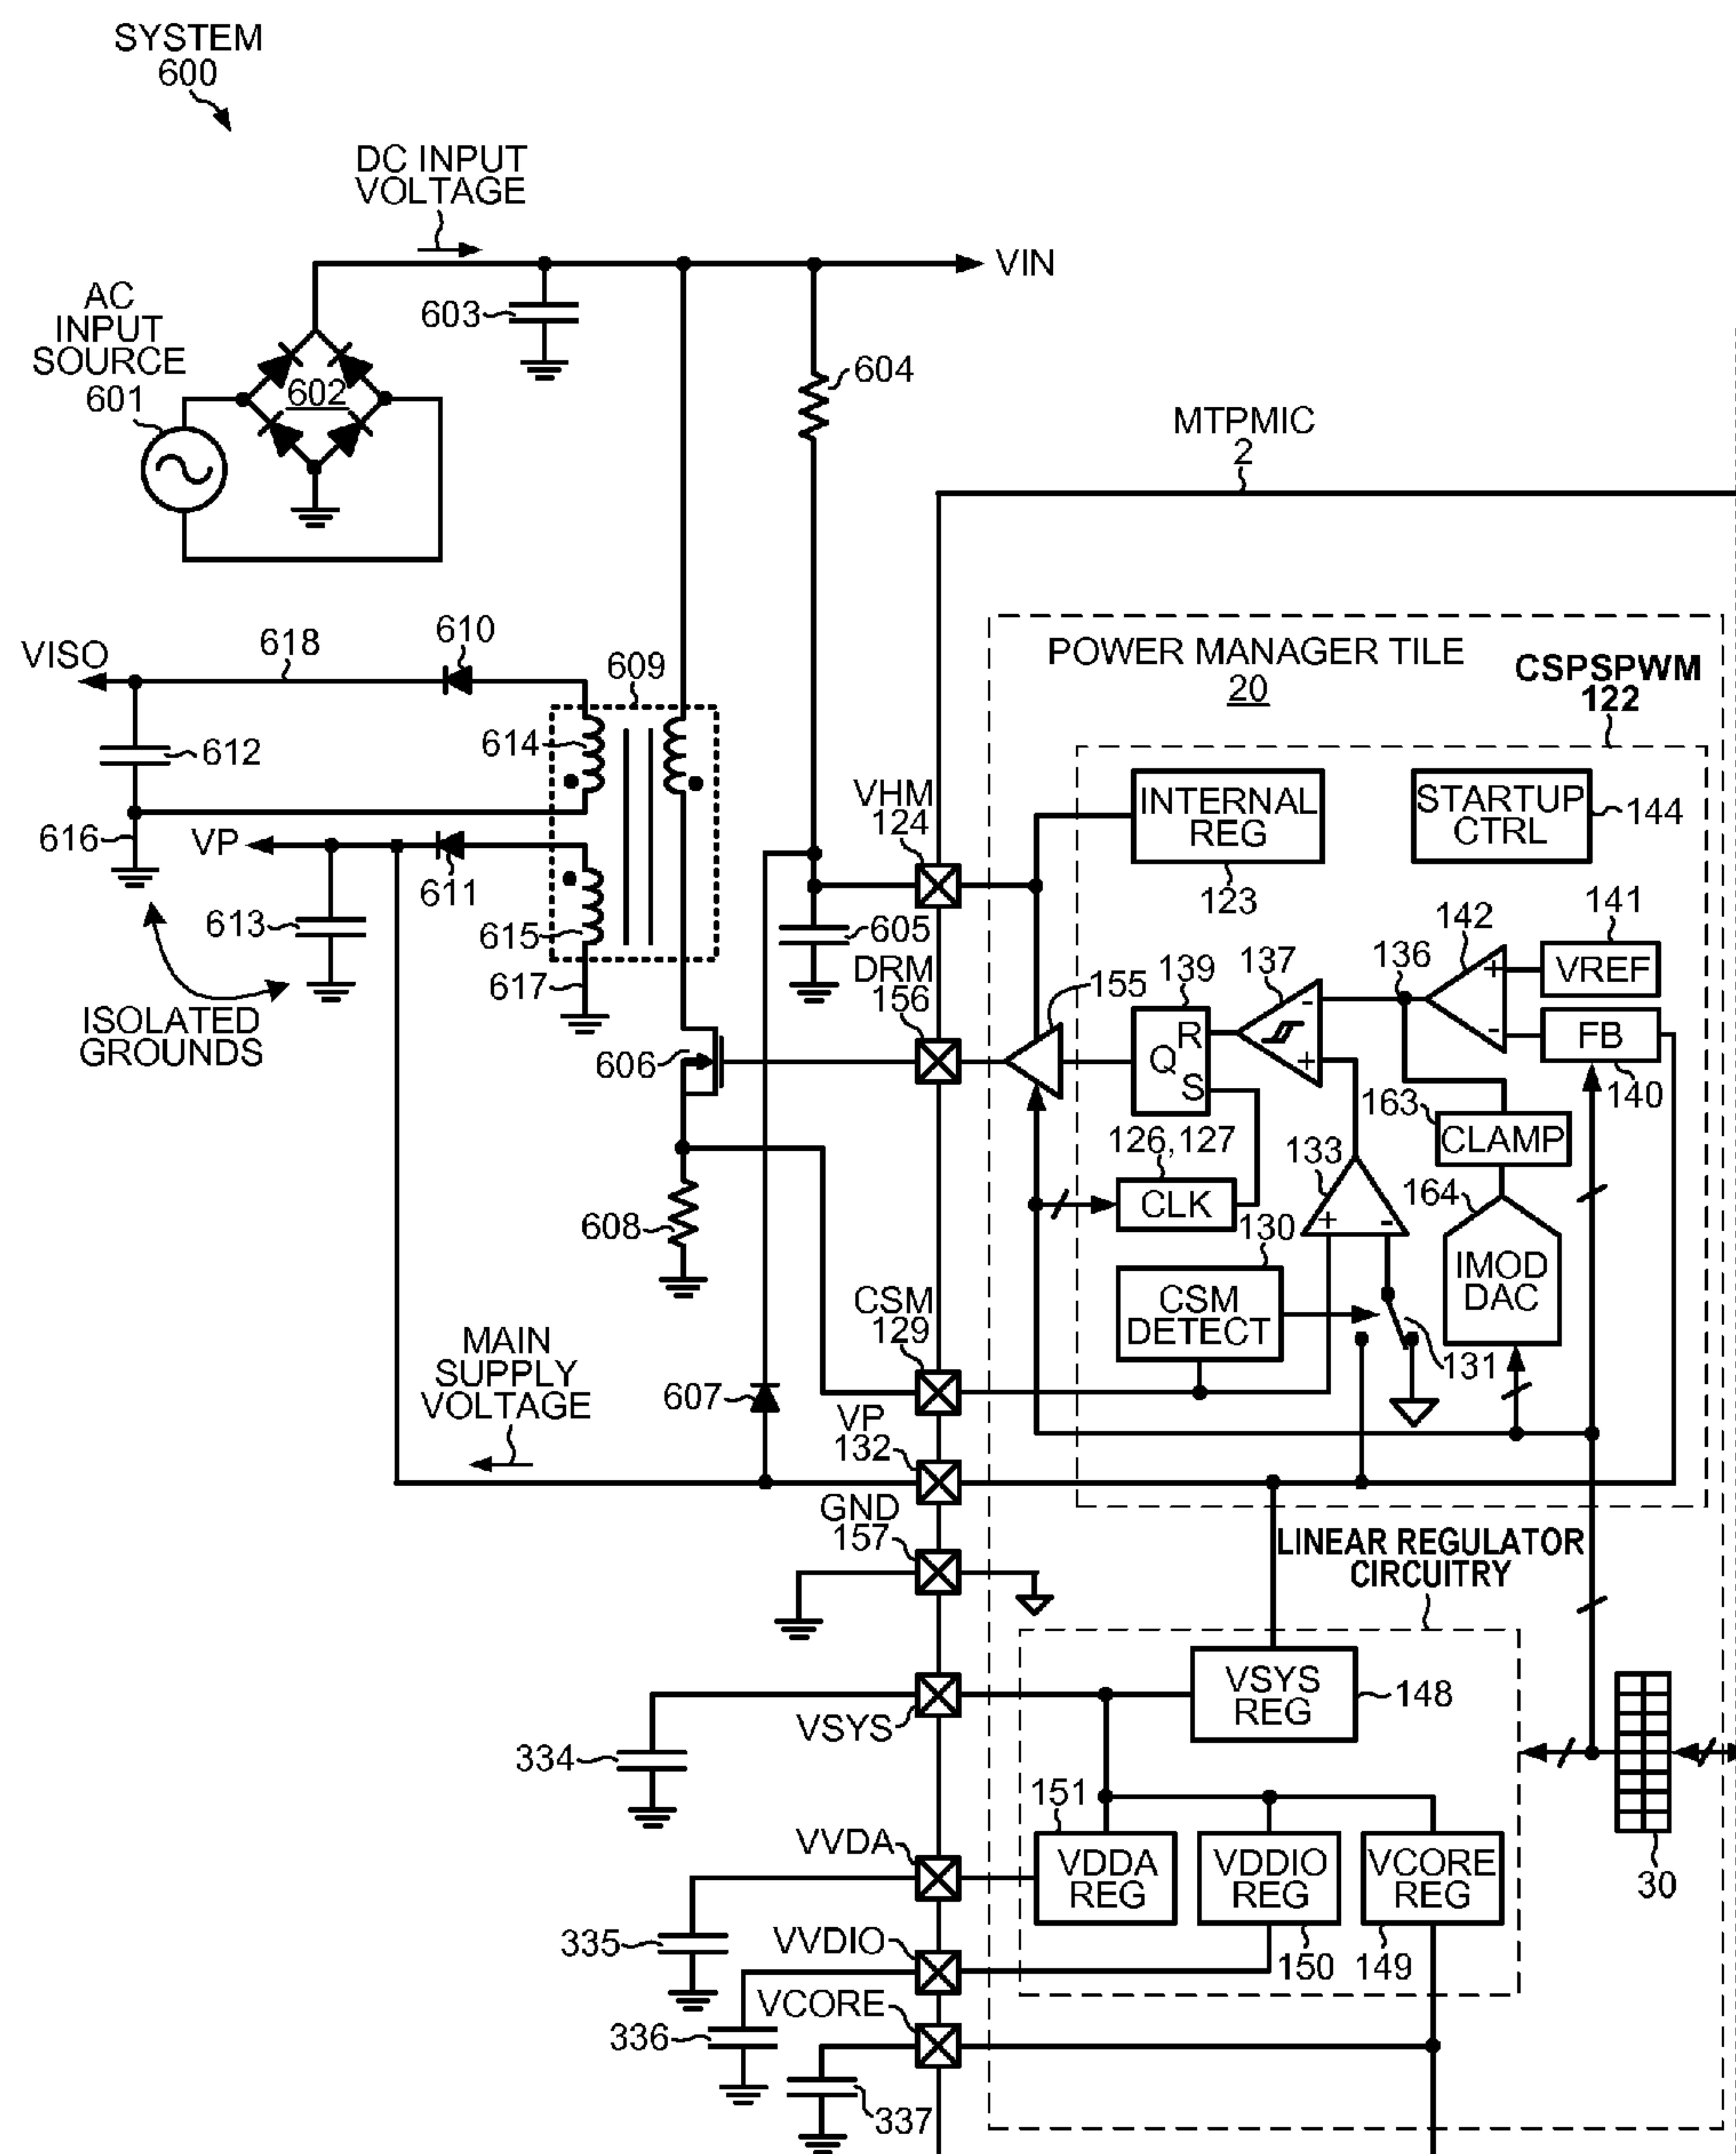 SYSTEM
600
DC INPUT
VOLTAGE
VIN
AC
INPUT
SOURCE
601
602
603
604
MTPMIC
2
VISO
618
610
609
614
612
616
VP
611
613
615
617
ISOLATED
GROUNDS
606
608
605
607
MAIN
SUPPLY
VOLTAGE
VHM
124
DRM
156
CSM
129
VP
132
GND
157
VSYS
334
VVDA
335
VVDIO
336
VCORE
337
POWER MANAGER TILE
20
CSPSPWM
122
INTERNAL
REG
123
STARTUP
CTRL
144
155
139
R
Q
S
137
-
+
136
142
+
-
141
VREF
FB
140
163
CLAMP
126,127
CLK
133
+
-
130
CSM
DETECT
131
164
IMOD
DAC
LINEAR REGULATOR
CIRCUITRY
VSYS
REG
148
151
VDDA
REG
VDDIO
REG
150
VCORE
REG
149
30